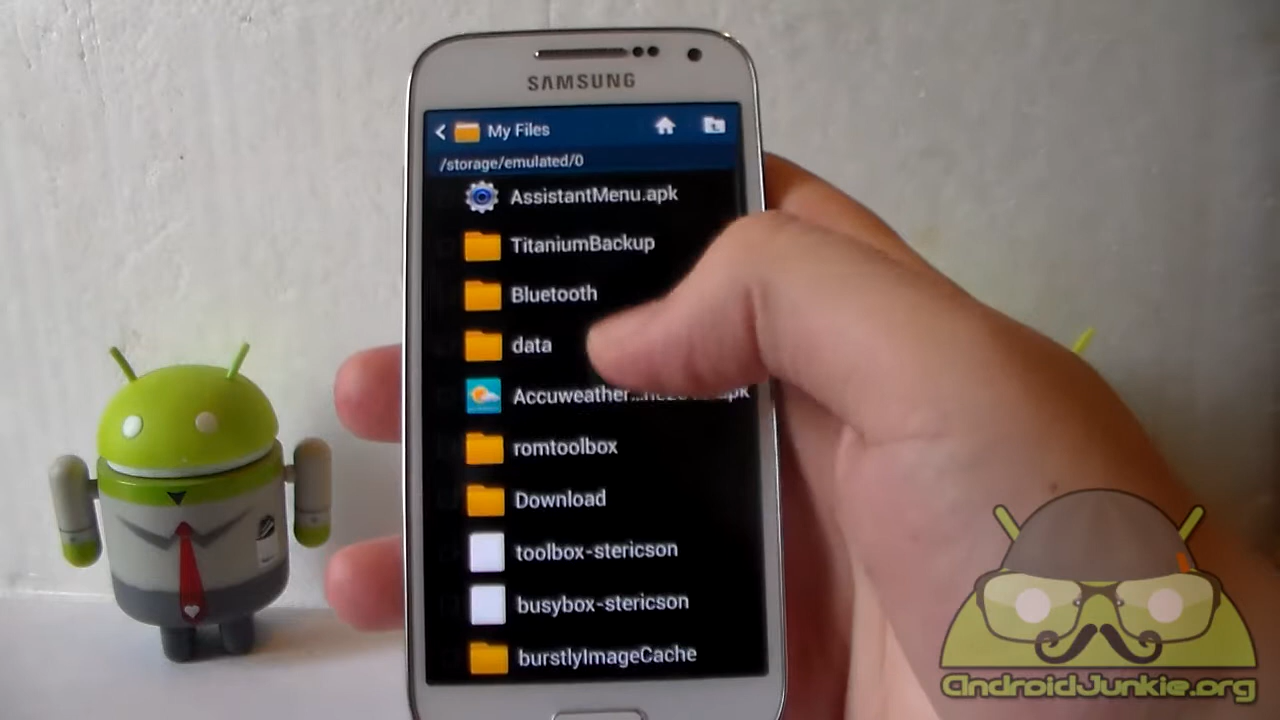 SAMSUNG
My Files
/storage/emulated/0
AssistantMenu.apk
TitaniumBackup
Bluetooth
data
Accuweather...
romtoolbox
Download
toolbox-stericson
busybox-stericson
burstlyImageCache
AndroidJunkie.org